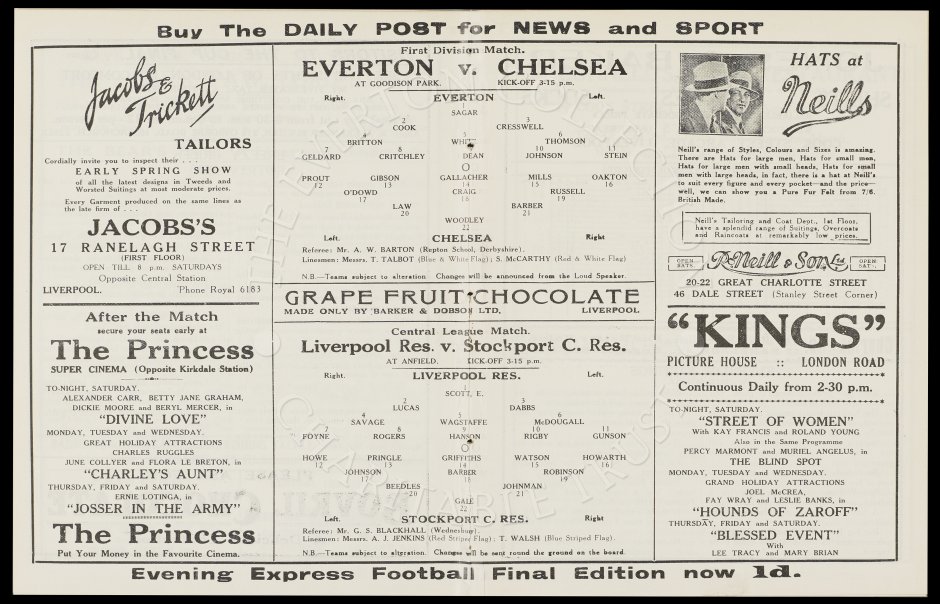 Buy The DAILY POST for NEWS and SPORT
Jacobs &
Trickett
TAILORS
Cordially invite you to inspect their . . .
EARLY SPRING SHOW
of all the latest designs in Tweeds and
Worsted Suitings at most moderate prices.
Every Garment produced on the same lines as
the late firm of . . .
JACOBS'S
17 RANELAGH STREET
(FIRST FLOOR)
OPEN TILL 8 p.m. SATURDAYS
Opposite Central Station
LIVERPOOL. 'Phone Royal 6183
After the Match
secure your seats early at
The Princess
SUPER CINEMA (Opposite Kirkdale Station)
TO-NIGHT, SATURDAY.
ALEXANDER CARR, BETTY JANE GRAHAM,
DICKIE MOORE and BERYL MERCER, in
"DIVINE LOVE"
MONDAY, TUESDAY and WEDNESDAY.
GREAT HOLIDAY ATTRACTIONS
CHARLES RUGGLES
JUNE COLLYER and FLORA LE BRETON, in
"CHARLEY'S AUNT"
THURSDAY, FRIDAY and SATURDAY.
ERNIE LOTINGA, in
"JOSSER IN THE ARMY"
The Princess
Put Your Money in the Favourite Cinema.
First Division Match.
EVERTON v. CHELSEA
AT GOODISON PARK. KICK-OFF 3-15 p.m.
Right. EVERTON Left.
1
SAGAR
2 3
COOK CRESSWELL
4 5 6
BRITTON WHITE THOMSON
7 8 9 10 11
GELDARD CRITCHLEY DEAN JOHNSON STEIN
O
PROUT GIBSON GALLACHER MILLS OAKTON
12 13 14 15 16
O'DOWD CRAIG RUSSELL
17 18 19
LAW BARBER
20 21
WOODLEY
22
Left. CHELSEA Right
Referee: Mr. A. W. BARTON (Repton School, Derbyshire).
Linesmen: Messrs. T. TALBOT (Blue & White Flag); S. McCARTHY (Red & White Flag)
N.B.—Teams subject to alteration. Changes will be announced from the Loud Speaker.
GRAPE FRUIT CHOCOLATE
MADE ONLY BY BARKER & DOBSON LTD. LIVERPOOL.
Central League Match.
Liverpool Res. v. Stockport C. Res.
AT ANFIELD. KICK-OFF 3-15 p.m.
Right. LIVERPOOL RES. Left.
1
SCOTT, E.
2 3
LUCAS DABBS
4 5 6
SAVAGE WAGSTAFFE McDOUGALL
7 8 9 10 11
FOYNE ROGERS HANSON RIGBY GUNSON
O
HOWE PRINGLE GRIFFITHS WATSON HOWARTH
12 13 14 15 16
JOHNSON BARBER ROBINSON
17 18 19
BEEDLES JOHNMAN
20 21
GALE
22
Left. STOCKPORT C. RES. Right
Referee: Mr. G. S. BLACKHALL (Wednesbury)
Linesmen: Messrs. A. J. JENKINS (Red Striped Flag): T. WALSH (Blue Striped Flag).
N.B—Teams subject to alteration. Changes will be sent round the ground on the board.
HATS at
Neills
Neill's range of Styles, Colours and Sizes is amazing.
There are Hats for large men, Hats for small men,
Hats for large men with small heads, Hats for small
men with large heads, in fact, there is a hat at Neill's
to suit every figure and every pocket—and the price—
well, we can show you a Pure Fur Felt from 7/6.
British Made.
Neill's Tailoring and Coat Dept., 1st Floor,
have a splendid range of Suitings, Overcoats
and Raincoats at remarkably low prices.
OPEN SATS. R. Neill & Sons Ltd OPEN SAT.
20-22 GREAT CHARLOTTE STREET
46 DALE STREET (Stanley Street Corner)
"KINGS"
PICTURE HOUSE :: LONDON ROAD
Continuous Daily from 2-30 p.m.
TO-NIGHT, SATURDAY.
"STREET OF WOMEN"
With KAY FRANCIS and ROLAND YOUNG
Also in the Same Programme
PERCY MARMONT and MURIEL ANGELUS, in
THE BLIND SPOT
MONDAY, TUESDAY and WEDNESDAY.
GRAND HOLIDAY ATTRACTIONS
JOEL McCREA,
FAY WRAY and LESLIE BANKS, in
"HOUNDS OF ZAROFF"
THURSDAY, FRIDAY and SATURDAY.
"BLESSED EVENT"
With
LEE TRACY and MARY BRIAN
Evening Express Football Final Edition now 1d.
THE EVERTON COLLECTION
CHARITABLE TRUST